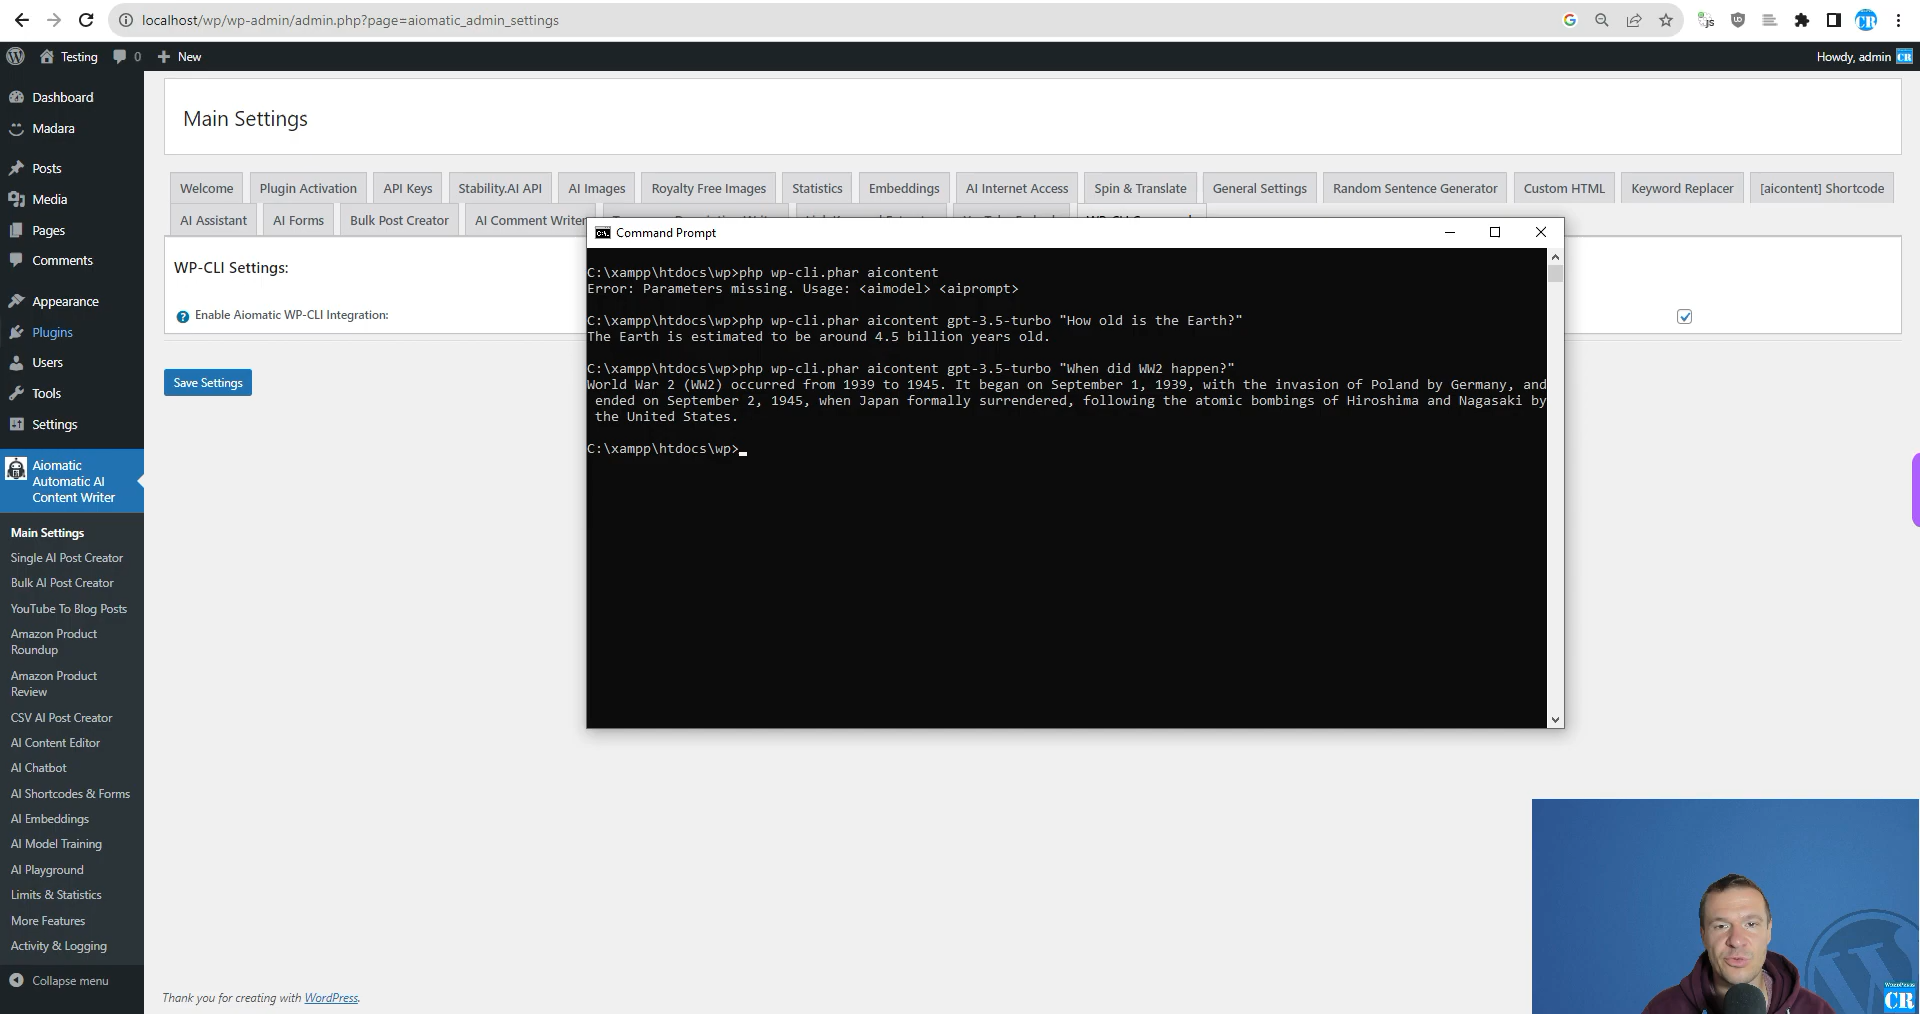 localhost/wp/wp-admin/admin.php?page=aiomatic_admin_settings
Testing 0 New Howdy, admin CR
Dashboard
Madara
Posts
Media
Pages
Comments
Appearance
Plugins
Users
Tools
Settings
Aiomatic
Automatic AI
Content Writer
Main Settings
Single AI Post Creator
Bulk AI Post Creator
YouTube To Blog Posts
Amazon Product
Roundup
Amazon Product
Review
CSV AI Post Creator
AI Content Editor
AI Chatbot
AI Shortcodes & Forms
AI Embeddings
AI Model Training
AI Playground
Limits & Statistics
More Features
Activity & Logging
Collapse menu
Main Settings
Welcome Plugin Activation API Keys Stability.AI API AI Images Royalty Free Images Statistics Embeddings AI Internet Access Spin & Translate General Settings Random Sentence Generator Custom HTML Keyword Replacer [aicontent] Shortcode
AI Assistant AI Forms Bulk Post Creator AI Comment Writer
WP-CLI Settings:
Enable Aiomatic WP-CLI Integration:
Save Settings
Command Prompt
C:\xampp\htdocs\wp>php wp-cli.phar aicontent
Error: Parameters missing. Usage: <aimodel> <aiprompt>
C:\xampp\htdocs\wp>php wp-cli.phar aicontent gpt-3.5-turbo "How old is the Earth?"
The Earth is estimated to be around 4.5 billion years old.
C:\xampp\htdocs\wp>php wp-cli.phar aicontent gpt-3.5-turbo "When did WW2 happen?"
World War 2 (WW2) occurred from 1939 to 1945. It began on September 1, 1939, with the invasion of Poland by Germany, and
ended on September 2, 1945, when Japan formally surrendered, following the atomic bombings of Hiroshima and Nagasaki by
the United States.
C:\xampp\htdocs\wp>
Thank you for creating with WordPress.
WORDPRESS
CR